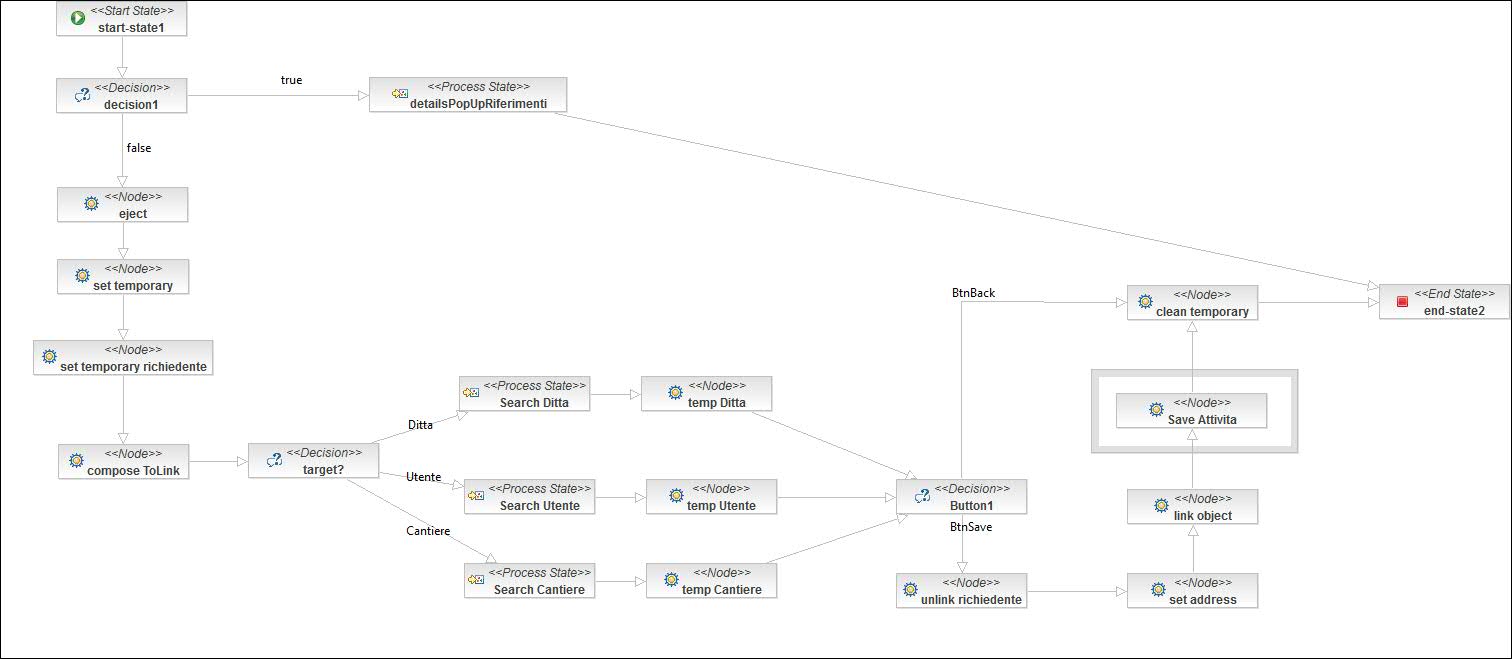 <<Start State>>
start-state1
<<Decision>>
decision1
true
<<Process State>>
detailsPopUpRiferimenti
false
<<Node>>
eject
<<Node>>
set temporary
<<Node>>
set temporary richiedente
<<Node>>
compose ToLink
<<Decision>>
target?
Ditta
Utente
Cantiere
<<Process State>>
Search Ditta
<<Node>>
temp Ditta
<<Process State>>
Search Utente
<<Node>>
temp Utente
<<Process State>>
Search Cantiere
<<Node>>
temp Cantiere
<<Decision>>
Button1
BtnBack
BtnSave
<<Node>>
unlink richiedente
<<Node>>
set address
<<Node>>
link object
<<Node>>
Save Attivita
<<Node>>
clean temporary
<<End State>>
end-state2